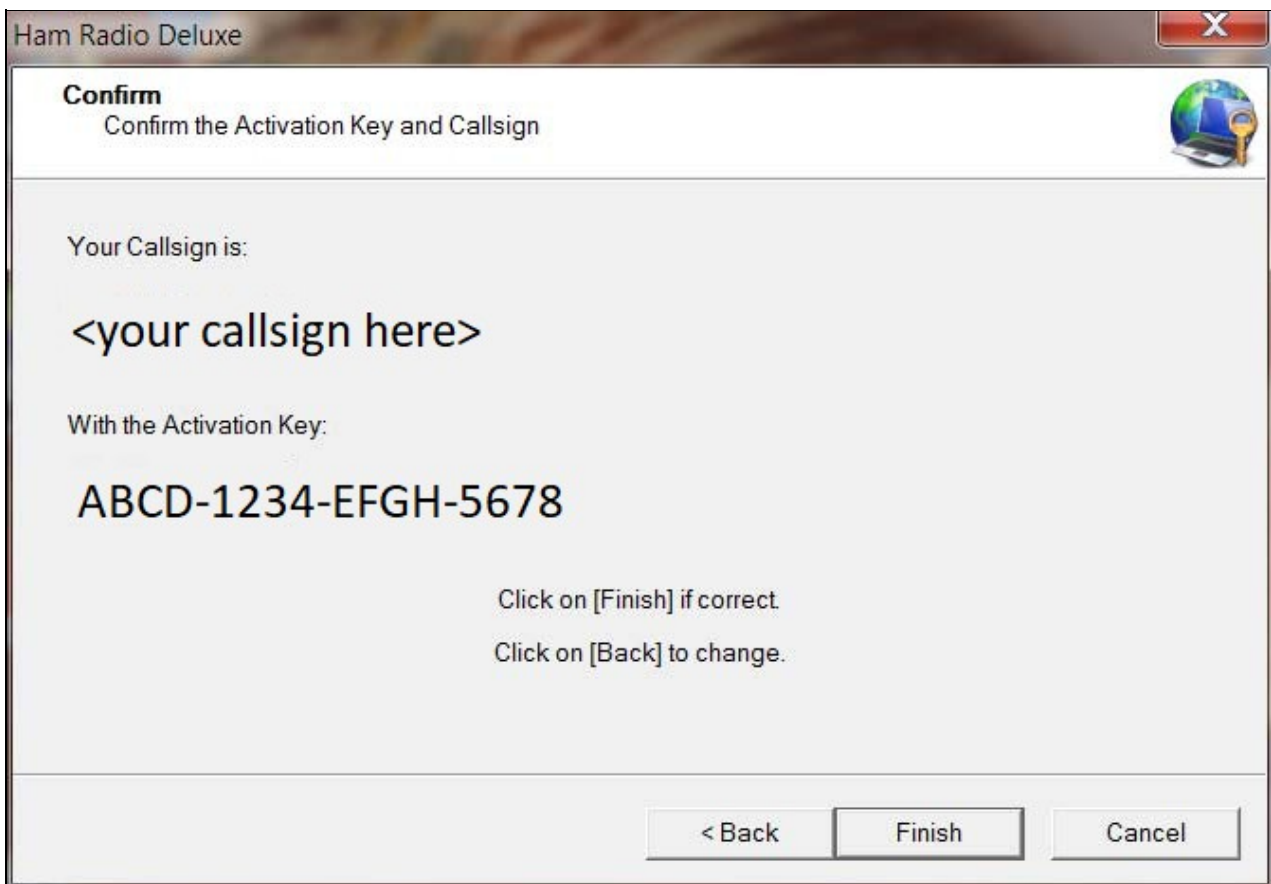 Ham Radio Deluxe
Confirm
Confirm the Activation Key and Callsign
Your Callsign is:
<your callsign here>
With the Activation Key:
ABCD-1234-EFGH-5678
Click on [Finish] if correct.
Click on [Back] to change.
< Back Finish Cancel